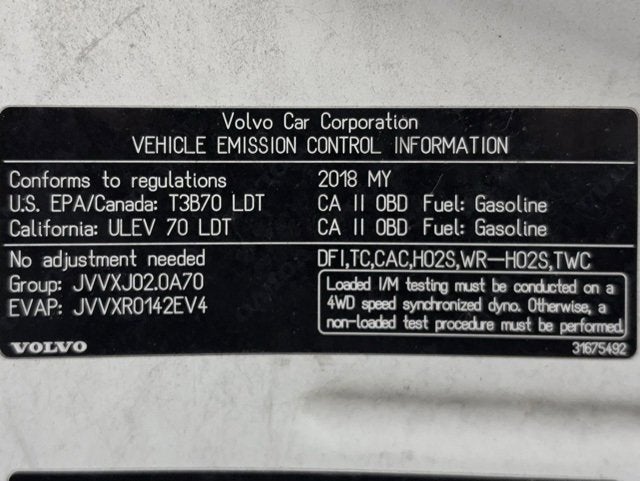 Volvo Car Corporation
VEHICLE EMISSION CONTROL INFORMATION
Conforms to regulations 2018 MY
U.S. EPA/Canada: T3B70 LDT CA II OBD Fuel: Gasoline
California: ULEV 70 LDT CA II OBD Fuel: Gasoline
No adjustment needed DFI,TC,CAC,HO2S,WR-HO2S,TWC
Group: JVVXJ02.0A70
EVAP: JVVXR0142EV4
Loaded I/M testing must be conducted on a
4WD speed synchronized dyno. Otherwise, a
non-loaded test procedure must be performed.
VOLVO 31675492